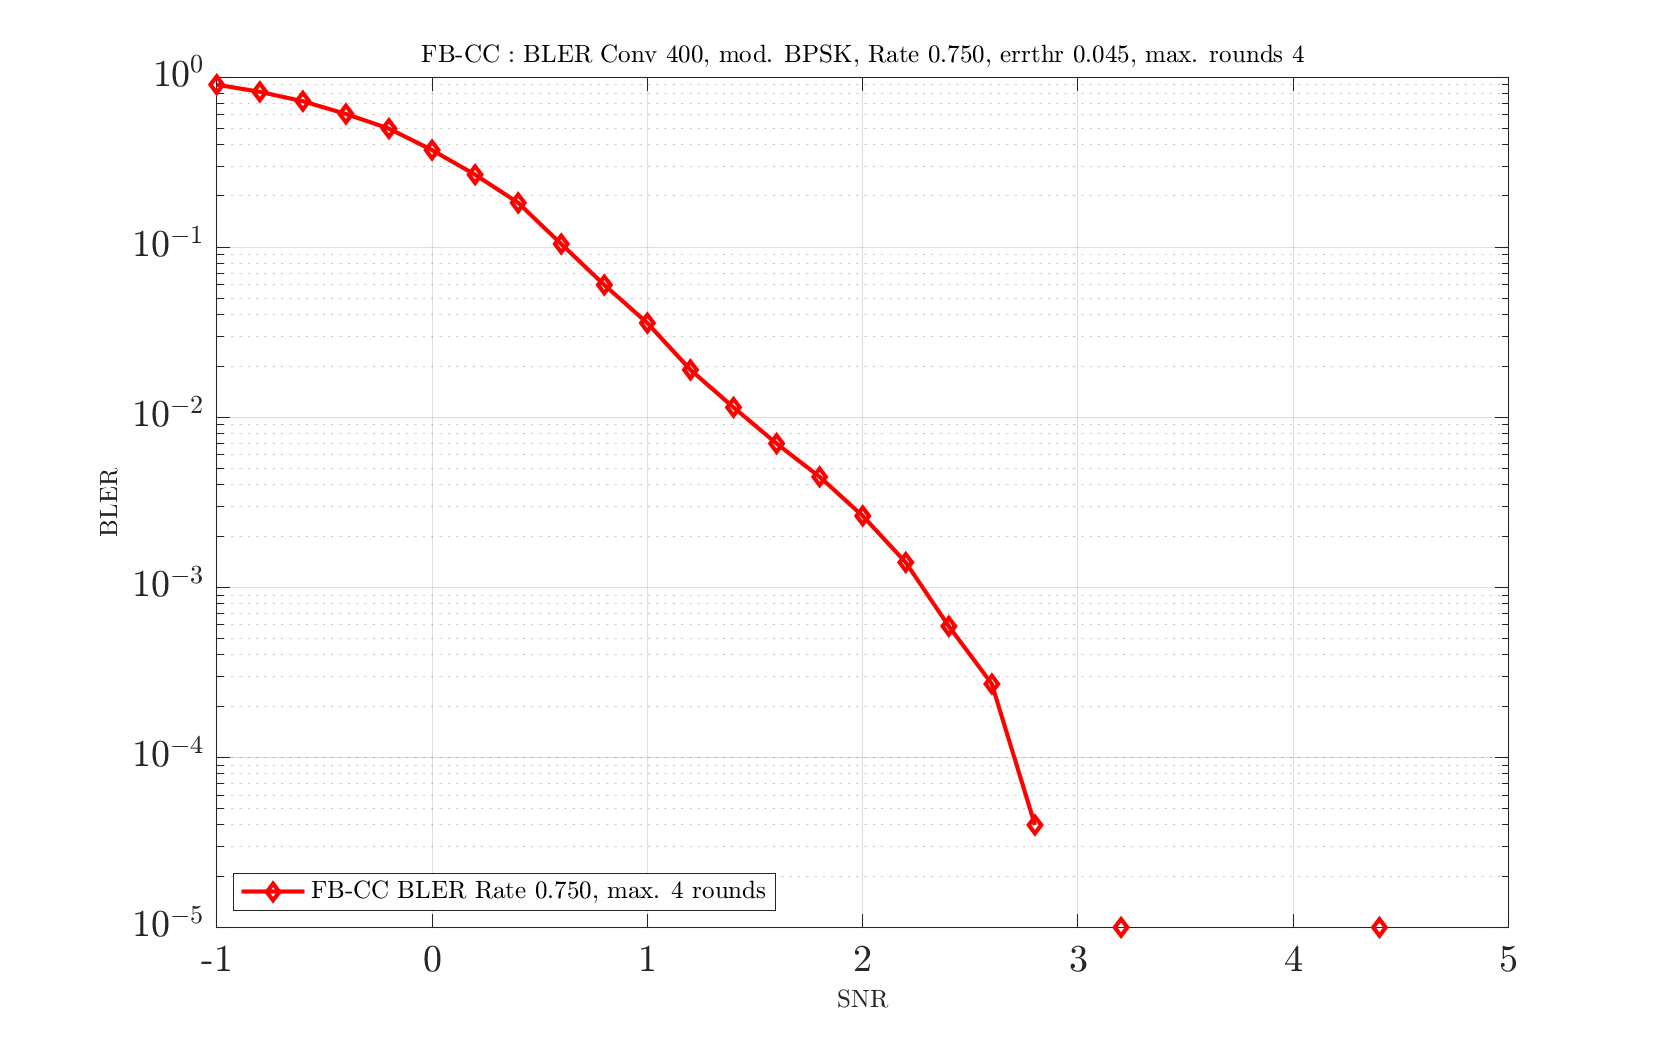 FB-CC : BLER Conv 400, mod. BPSK, Rate 0.750, errthr 0.045, max. rounds 4
10^0
10^-1
10^-2
10^-3
10^-4
10^-5
BLER
FB-CC BLER Rate 0.750, max. 4 rounds
-1 0 1 2 3 4 5
SNR